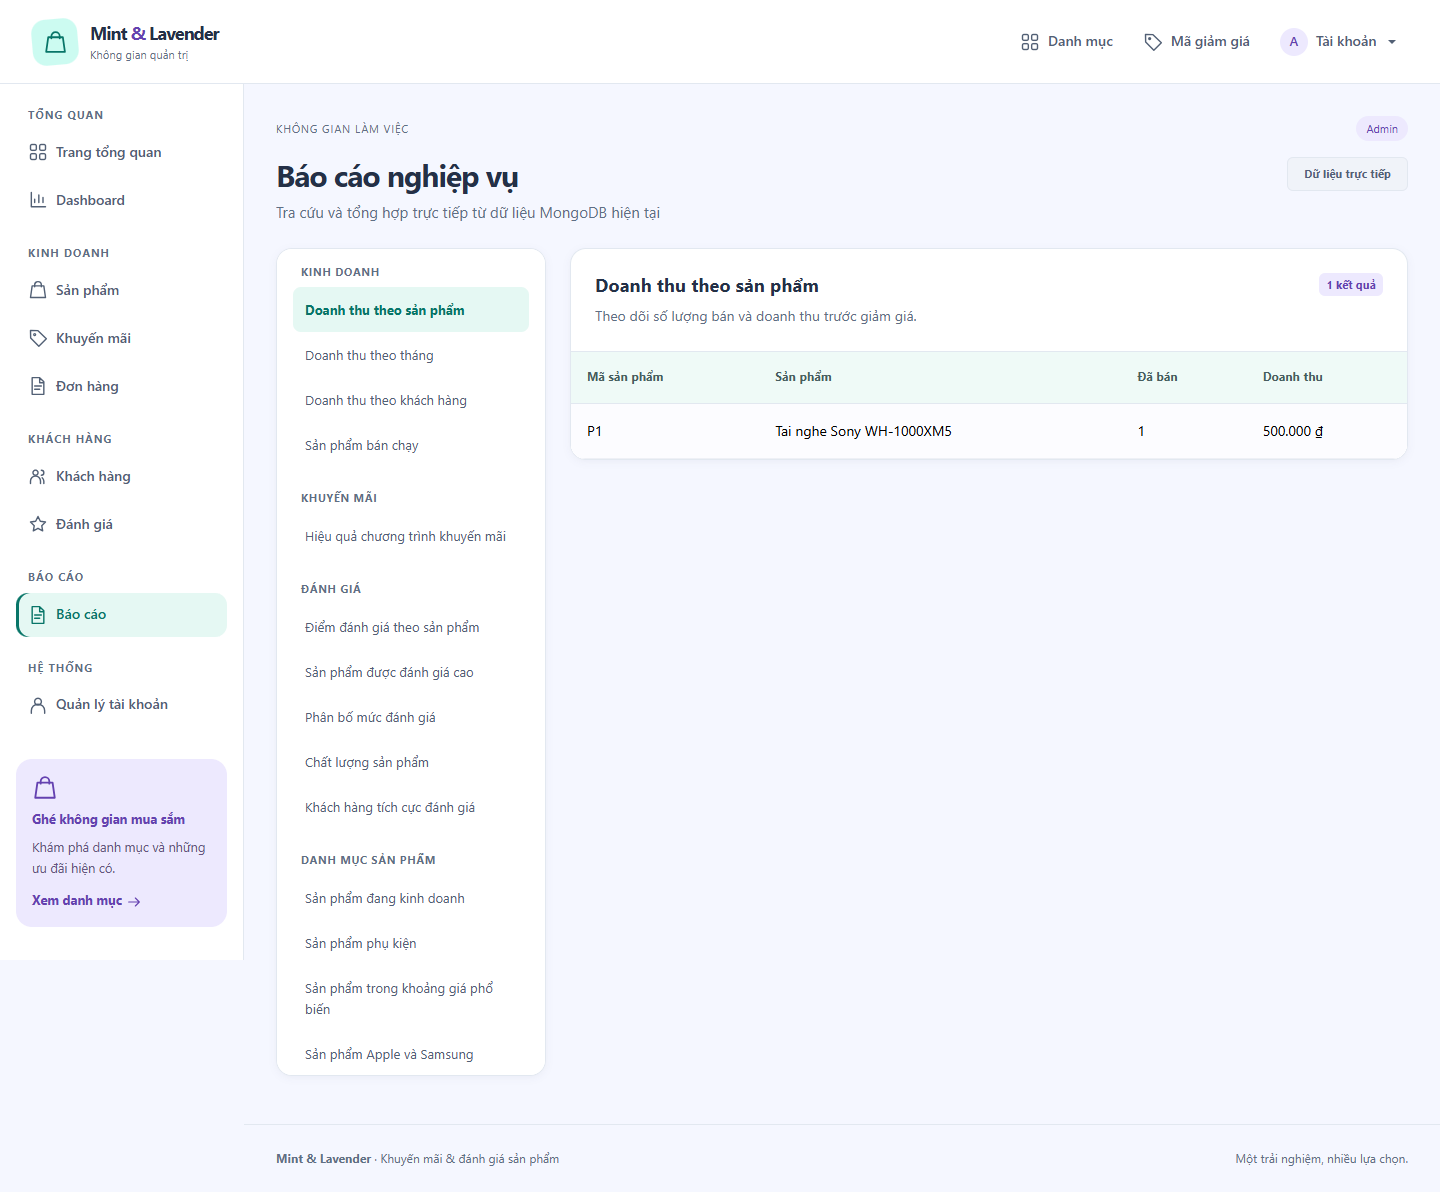 Mint & Lavender
Không gian quản trị
Danh mục
Mã giảm giá
A
Tài khoản
TỔNG QUAN
Trang tổng quan
Dashboard
KINH DOANH
Sản phẩm
Khuyến mãi
Đơn hàng
KHÁCH HÀNG
Khách hàng
Đánh giá
BÁO CÁO
Báo cáo
HỆ THỐNG
Quản lý tài khoản
Ghé không gian mua sắm
Khám phá danh mục và những
ưu đãi hiện có.
Xem danh mục →
KHÔNG GIAN LÀM VIỆC
Admin
Báo cáo nghiệp vụ
Dữ liệu trực tiếp
Tra cứu và tổng hợp trực tiếp từ dữ liệu MongoDB hiện tại
KINH DOANH
Doanh thu theo sản phẩm
Doanh thu theo tháng
Doanh thu theo khách hàng
Sản phẩm bán chạy
KHUYẾN MÃI
Hiệu quả chương trình khuyến mãi
ĐÁNH GIÁ
Điểm đánh giá theo sản phẩm
Sản phẩm được đánh giá cao
Phân bố mức đánh giá
Chất lượng sản phẩm
Khách hàng tích cực đánh giá
DANH MỤC SẢN PHẨM
Sản phẩm đang kinh doanh
Sản phẩm phụ kiện
Sản phẩm trong khoảng giá phổ
biến
Sản phẩm Apple và Samsung
Doanh thu theo sản phẩm
1 kết quả
Theo dõi số lượng bán và doanh thu trước giảm giá.
Mã sản phẩm Sản phẩm Đã bán Doanh thu
P1 Tai nghe Sony WH-1000XM5 1 500.000 ₫
Mint & Lavender · Khuyến mãi & đánh giá sản phẩm
Một trải nghiệm, nhiều lựa chọn.